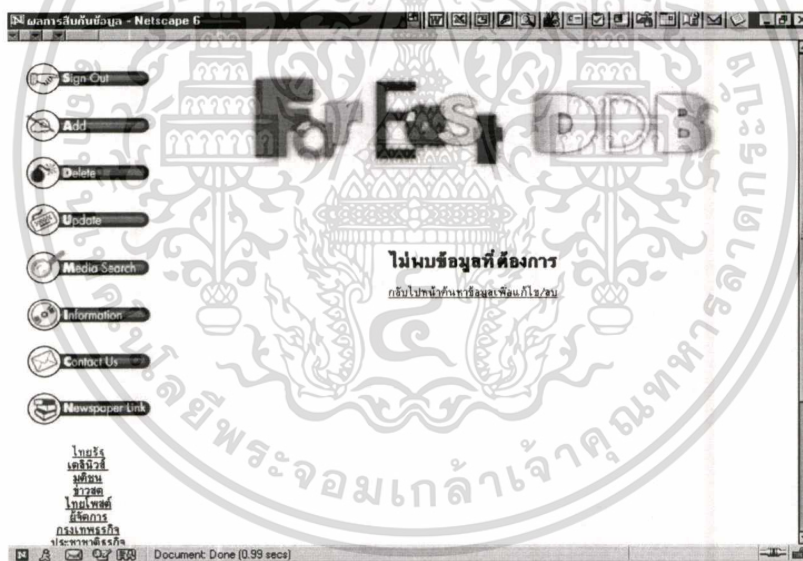 ผลการสืบค้นข้อมูล - Netscape 6
Sign Out
Add
Delete
Update
Media Search
Information
Contact Us
Newspaper Link
ไทยรัฐ
เดลินิวส์
มติชน
ข่าวสด
ไทยโพสต์
ผู้จัดการ
กรุงเทพธุรกิจ
ประชาชาติธุรกิจ
Far East DDB
ไม่พบข้อมูลที่ต้องการ
กลับไปหน้าค้นหาข้อมูลเพื่อแก้ไข/ลบ
Document: Done (0.99 secs)